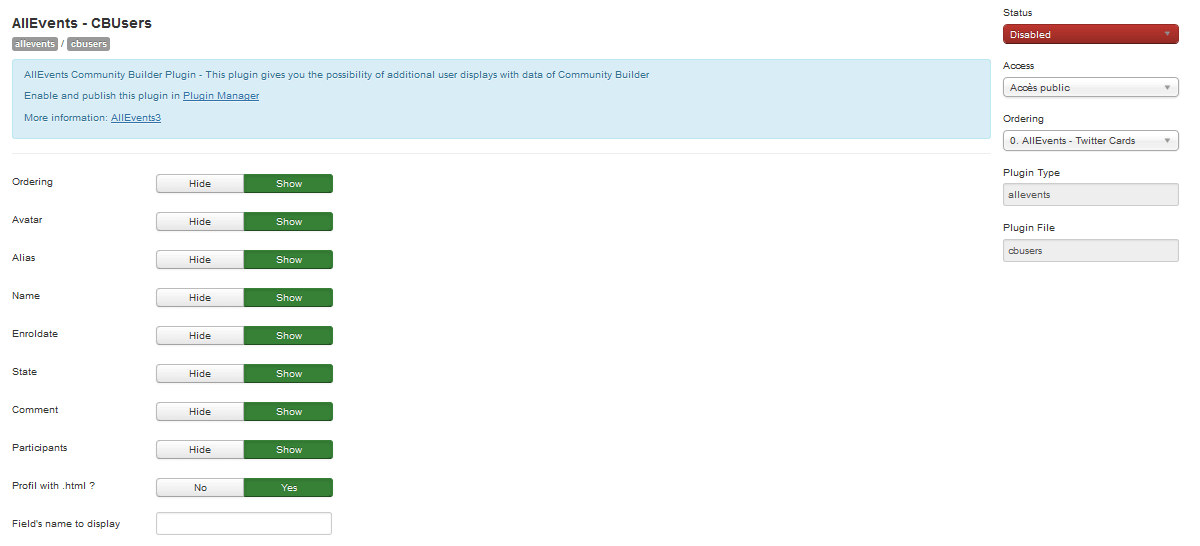 AllEvents - CBUsers
allevents / cbusers
AllEvents Community Builder Plugin - This plugin gives you the possibility of additional user displays with data of Community Builder
Enable and publish this plugin in Plugin Manager
More information: AllEvents3
Ordering Hide Show
Avatar Hide Show
Alias Hide Show
Name Hide Show
Enroldate Hide Show
State Hide Show
Comment Hide Show
Participants Hide Show
Profil with .html ? No Yes
Field's name to display
Status
Disabled
Access
Accès public
Ordering
0. AllEvents - Twitter Cards
Plugin Type
allevents
Plugin File
cbusers